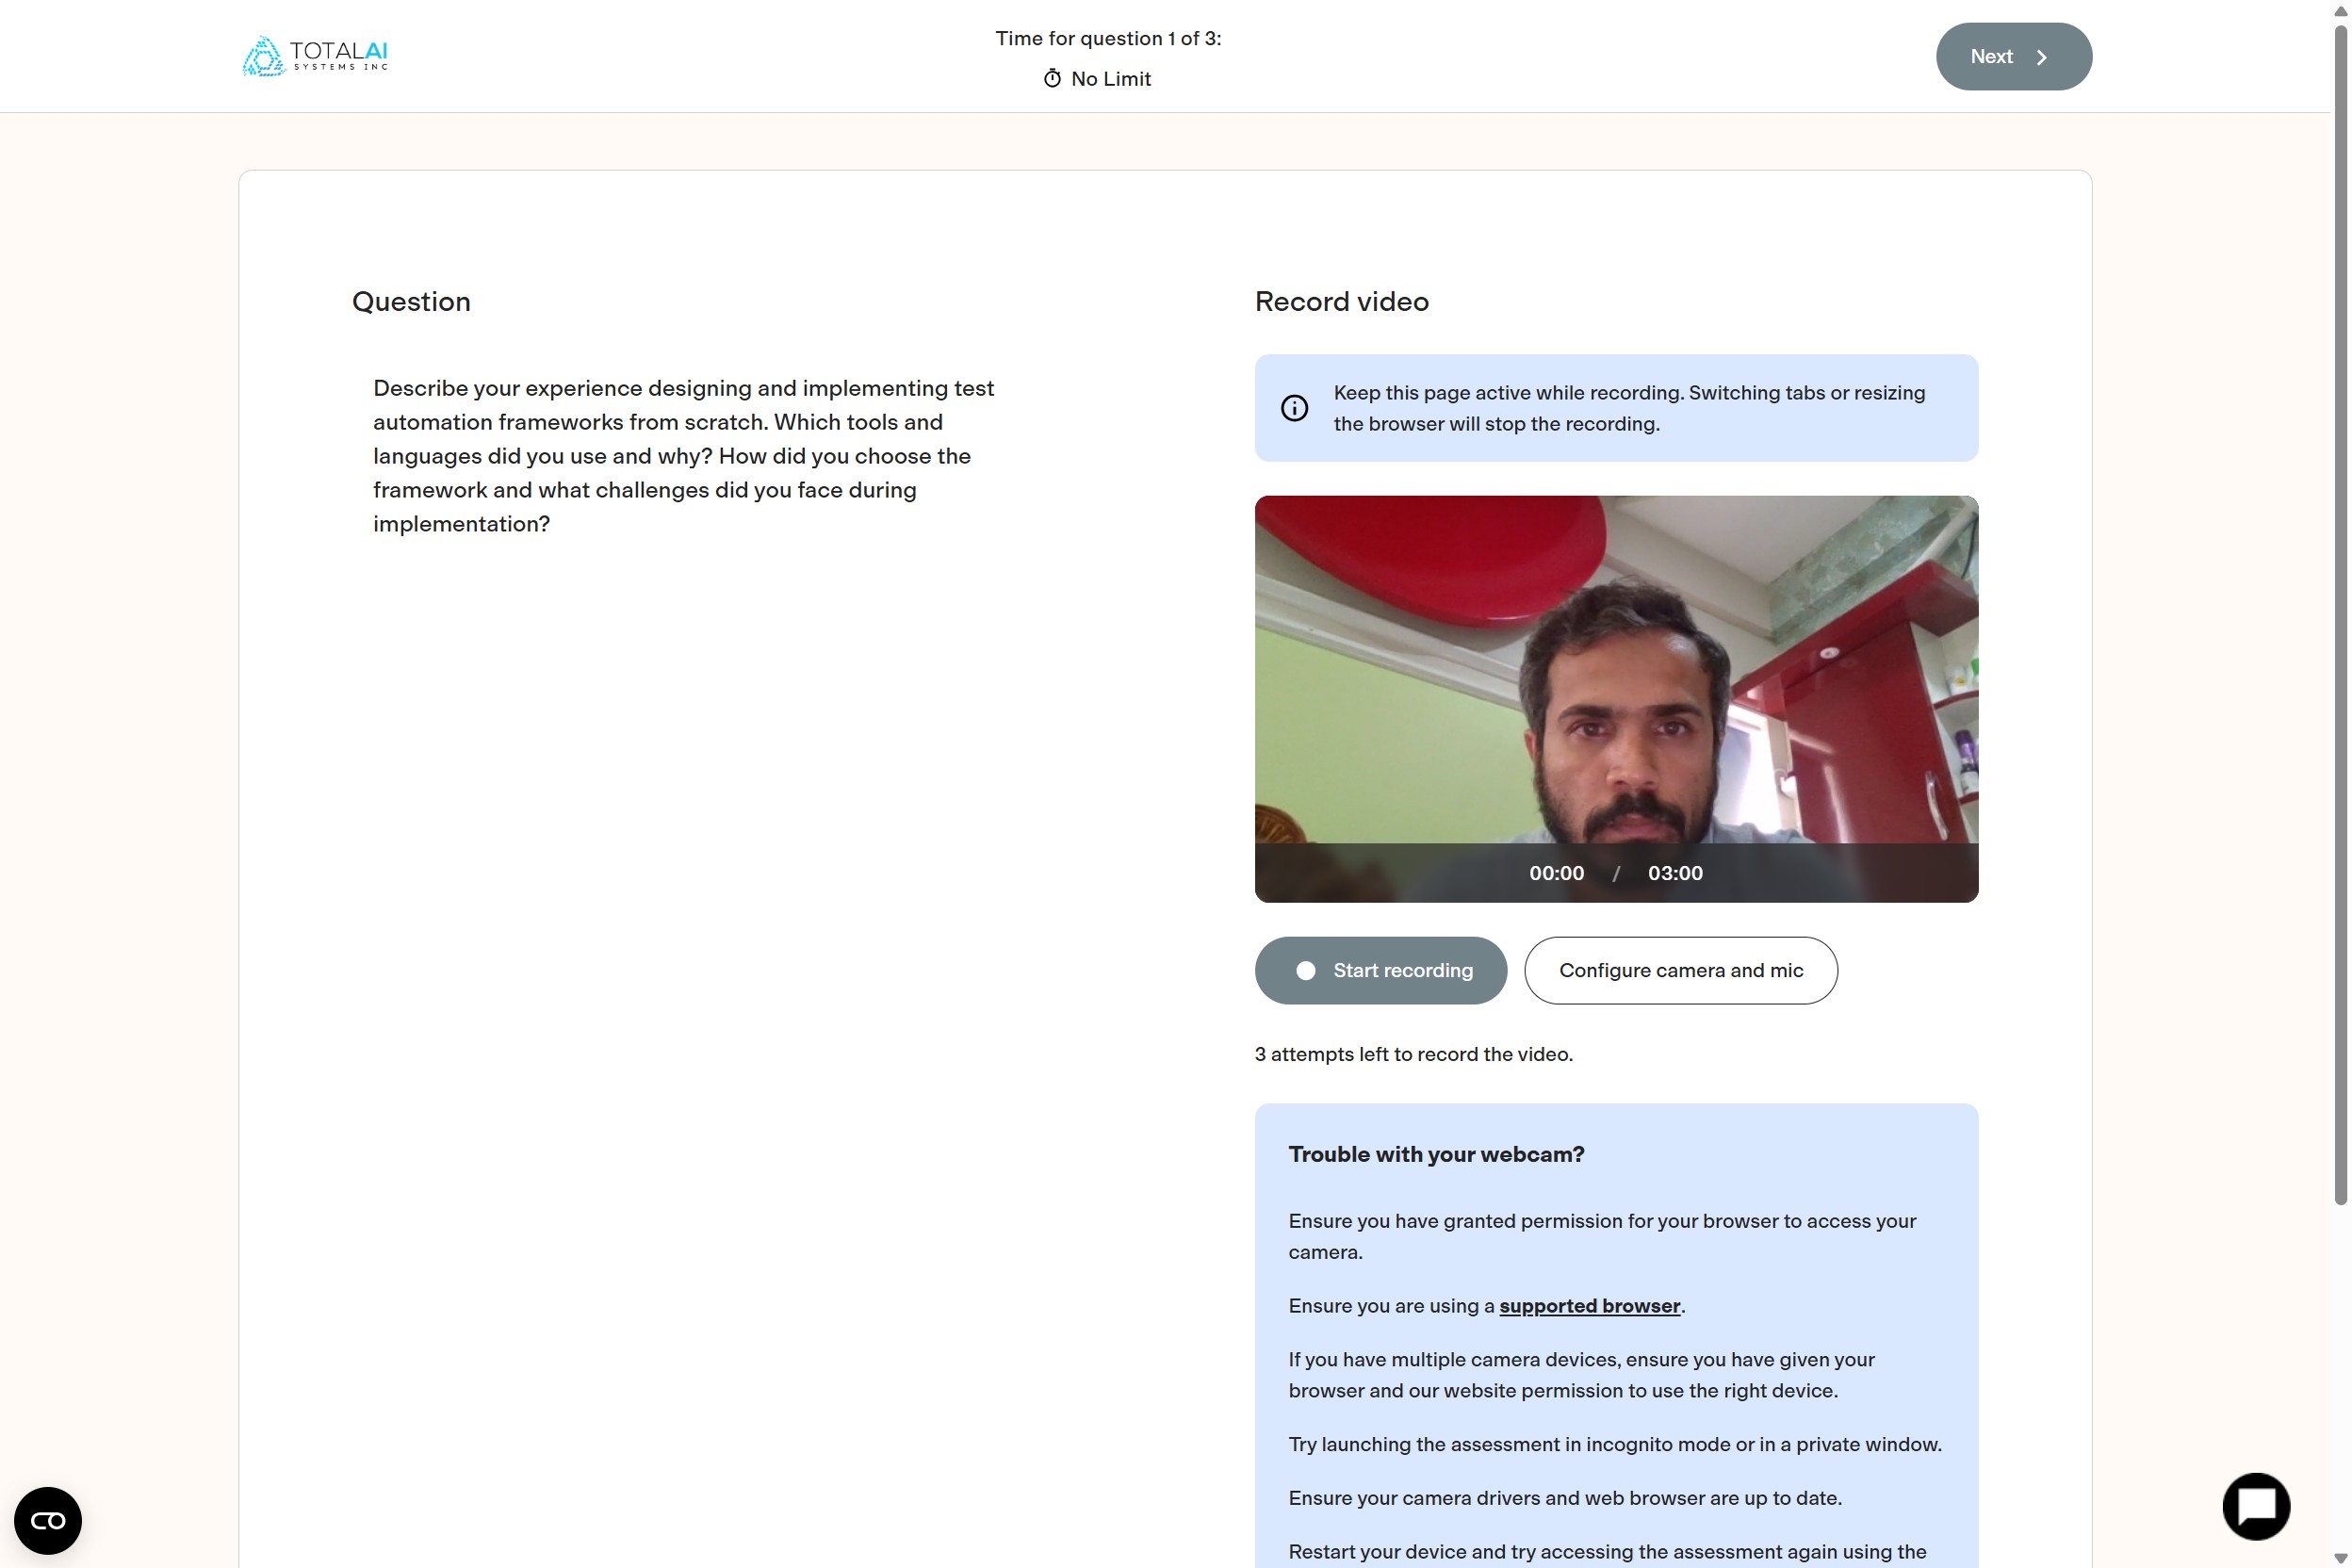 TOTALAI
SYSTEMS INC
Time for question 1 of 3:
No Limit
Next
Question
Describe your experience designing and implementing test
automation frameworks from scratch. Which tools and
languages did you use and why? How did you choose the
framework and what challenges did you face during
implementation?
Record video
Keep this page active while recording. Switching tabs or resizing
the browser will stop the recording.
00:00 / 03:00
Start recording
Configure camera and mic
3 attempts left to record the video.
Trouble with your webcam?
Ensure you have granted permission for your browser to access your
camera.
Ensure you are using a supported browser.
If you have multiple camera devices, ensure you have given your
browser and our website permission to use the right device.
Try launching the assessment in incognito mode or in a private window.
Ensure your camera drivers and web browser are up to date.
Restart your device and try accessing the assessment again using the